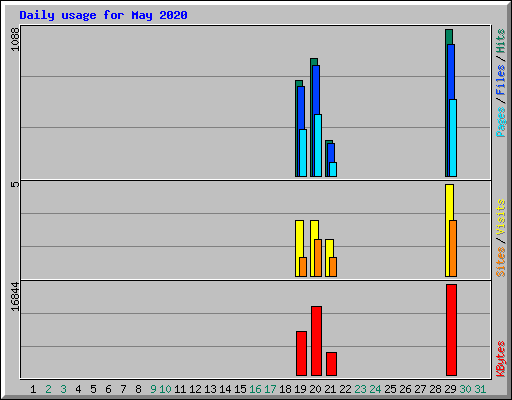 Daily usage for May 2020
1088
Pages/Files/Hits
5
Sites/Visits
16844
KBytes
1 2 3 4 5 6 7 8 9 10 11 12 13 14 15 16 17 18 19 20 21 22 23 24 25 26 27 28 29 30 31